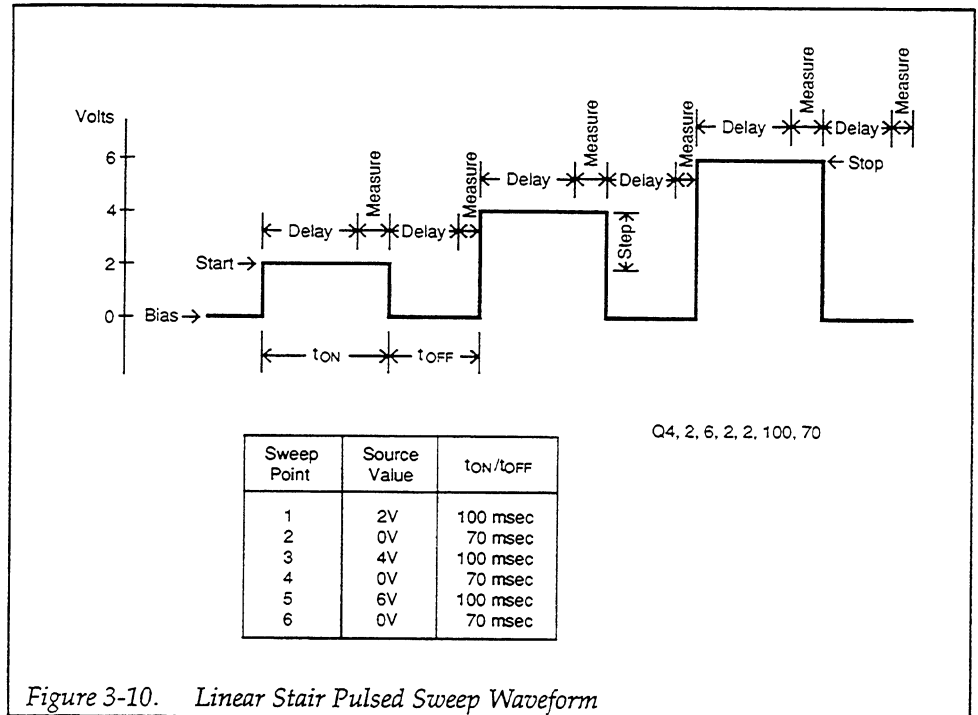 Volts
6
4
2
0
Start
Bias
Delay
Measure
Delay
Measure
Delay
Measure
Delay
Measure
Delay
Measure
Delay
Measure
Step
Stop
tON
tOFF
Q4, 2, 6, 2, 2, 100, 70
Sweep Point Source Value tON/tOFF
1 2V 100 msec
2 0V 70 msec
3 4V 100 msec
4 0V 70 msec
5 6V 100 msec
6 0V 70 msec
Figure 3-10. Linear Stair Pulsed Sweep Waveform